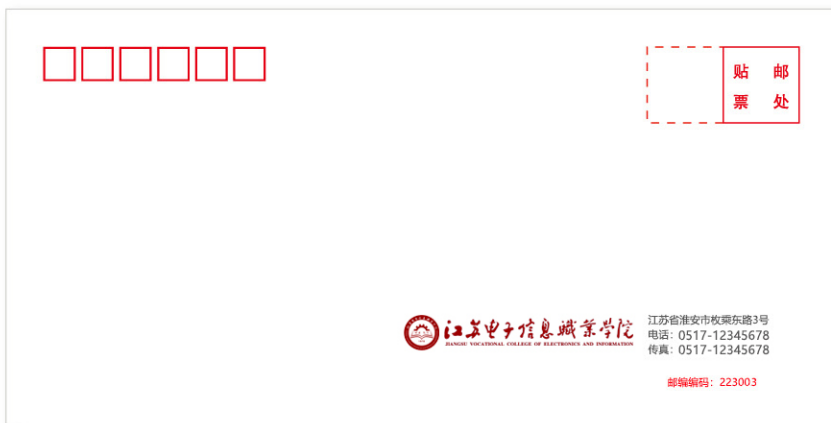 贴 邮
票 处
江苏电子信息职业学院
JIANGSU VOCATIONAL COLLEGE OF ELECTRONICS AND INFORMATION
江苏省淮安市枚乘东路3号
电话：0517-12345678
传真：0517-12345678
邮编编码：223003